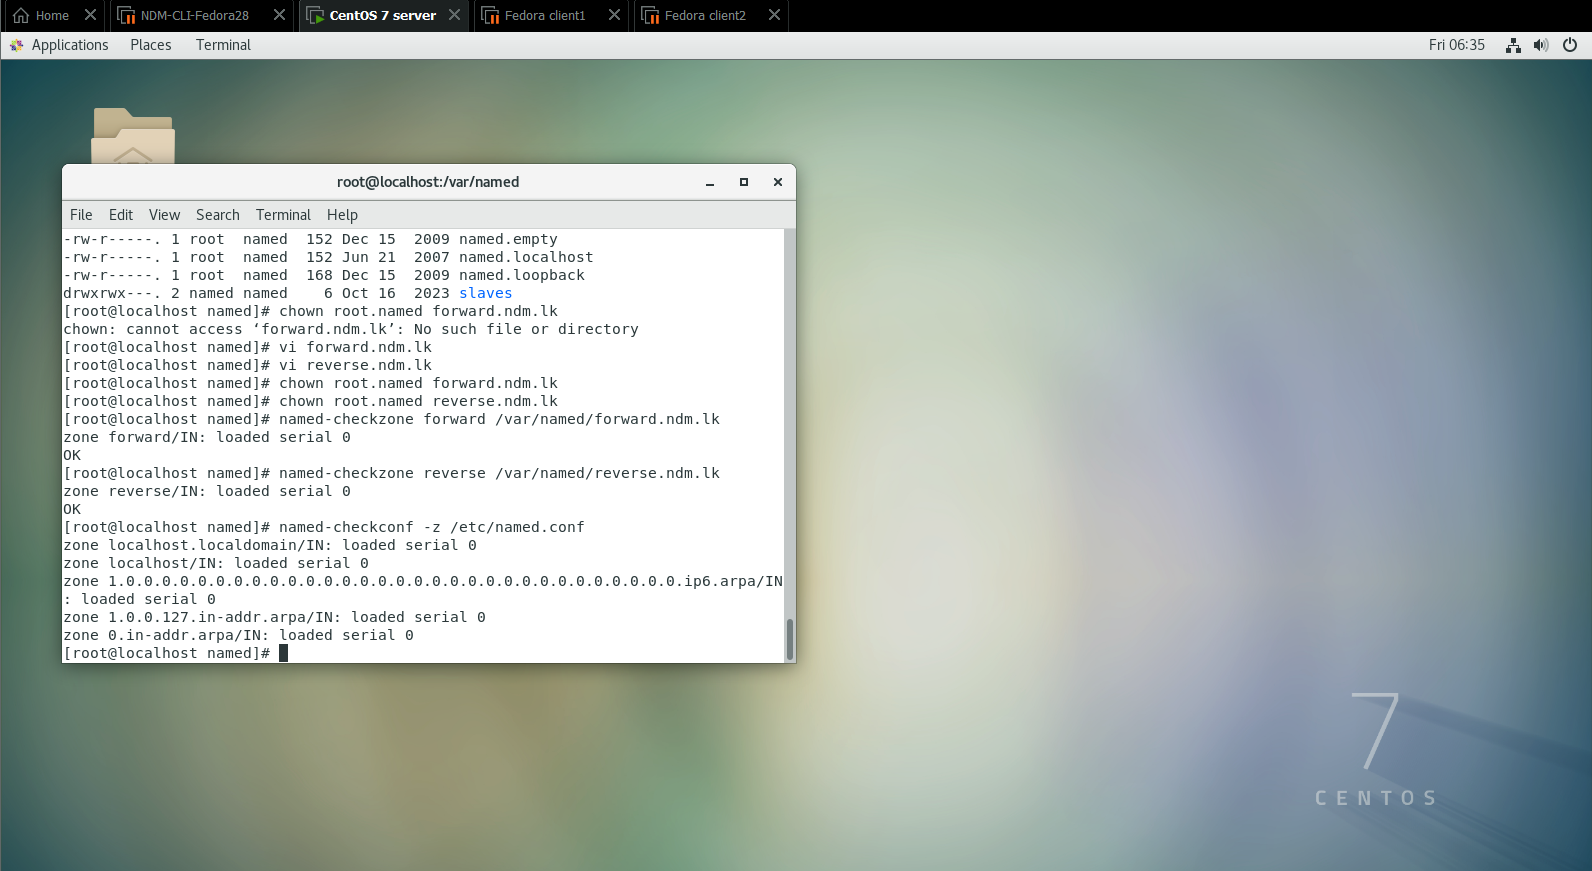 Home
NDM-CLI-Fedora28
CentOS 7 server
Fedora client1
Fedora client2
Applications Places Terminal
Fri 06:35
root@localhost:/var/named
File Edit View Search Terminal Help
-rw-r-----. 1 root  named  152 Dec 15  2009 named.empty
-rw-r-----. 1 root  named  152 Jun 21  2007 named.localhost
-rw-r-----. 1 root  named  168 Dec 15  2009 named.loopback
drwxrwx---. 2 named named    6 Oct 16  2023 slaves
[root@localhost named]# chown root.named forward.ndm.lk
chown: cannot access ‘forward.ndm.lk’: No such file or directory
[root@localhost named]# vi forward.ndm.lk
[root@localhost named]# vi reverse.ndm.lk
[root@localhost named]# chown root.named forward.ndm.lk
[root@localhost named]# chown root.named reverse.ndm.lk
[root@localhost named]# named-checkzone forward /var/named/forward.ndm.lk
zone forward/IN: loaded serial 0
OK
[root@localhost named]# named-checkzone reverse /var/named/reverse.ndm.lk
zone reverse/IN: loaded serial 0
OK
[root@localhost named]# named-checkconf -z /etc/named.conf
zone localhost.localdomain/IN: loaded serial 0
zone localhost/IN: loaded serial 0
zone 1.0.0.0.0.0.0.0.0.0.0.0.0.0.0.0.0.0.0.0.0.0.0.0.0.0.0.0.0.0.0.0.ip6.arpa/IN
: loaded serial 0
zone 1.0.0.127.in-addr.arpa/IN: loaded serial 0
zone 0.in-addr.arpa/IN: loaded serial 0
[root@localhost named]#
7
CENTOS